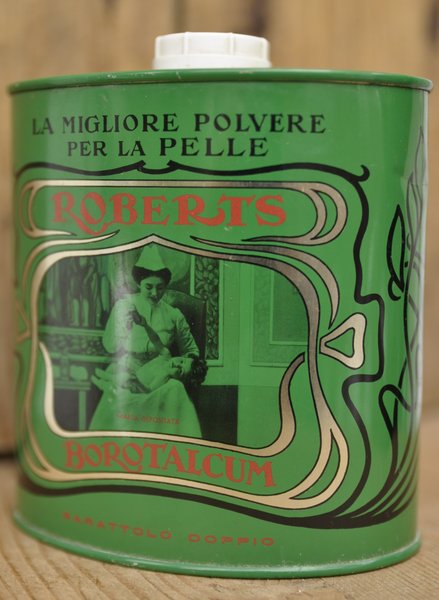 LA MIGLIORE POLVERE
PER LA PELLE
ROBERTS
BOROTALCUM
BARATTOLO DOPPIO